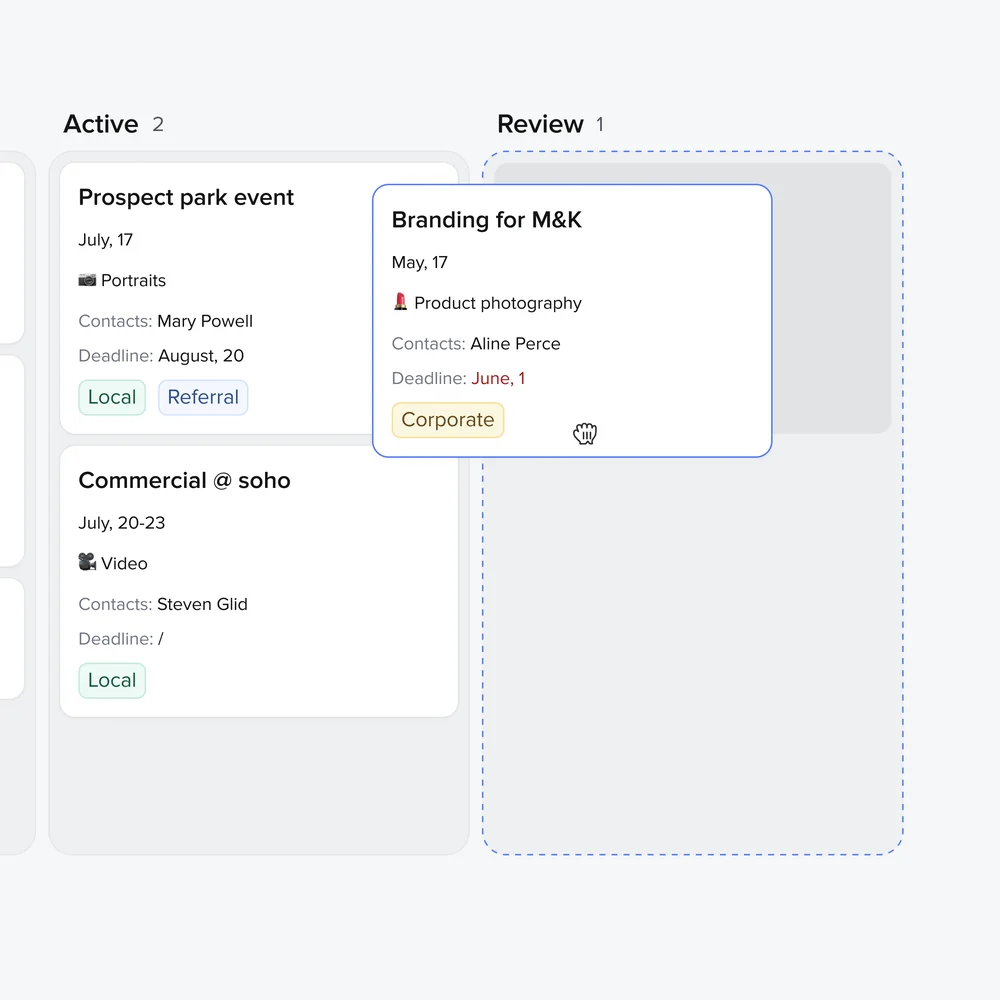 Active 2
Prospect park event
July, 17
Portraits
Contacts: Mary Powell
Deadline: August, 20
Local Referral
Commercial @ soho
July, 20-23
Video
Contacts: Steven Glid
Deadline: /
Local
Review 1
Branding for M&K
May, 17
Product photography
Contacts: Aline Perce
Deadline: June, 1
Corporate